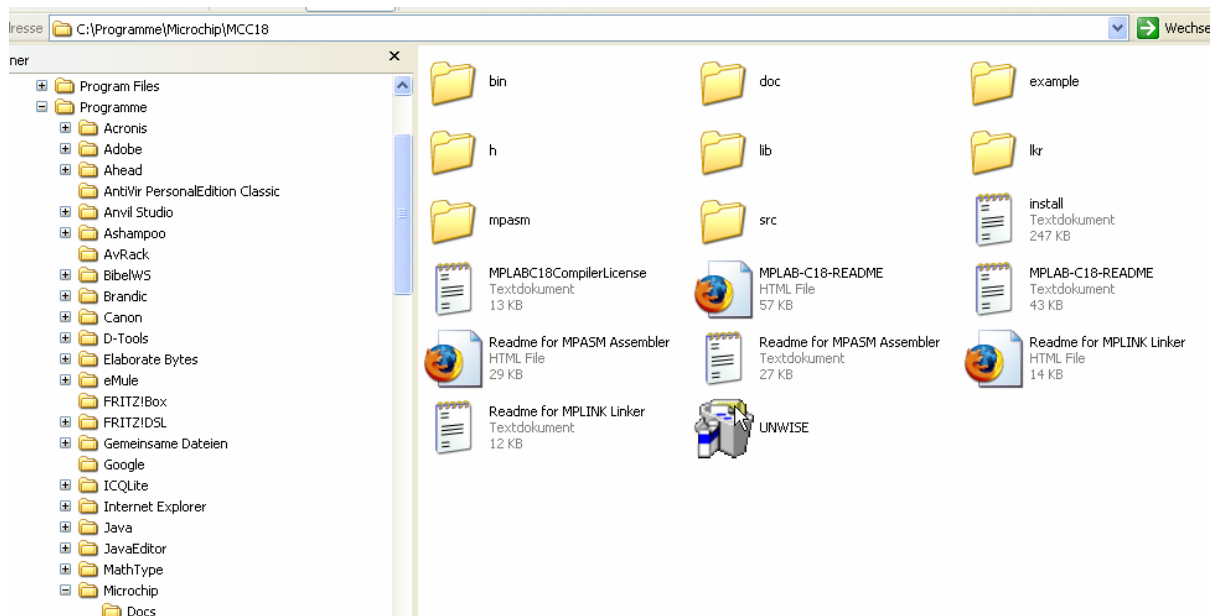 resse C:\Programme\Microchip\MCC18 Wechse
ner
Program Files
Programme
Acronis
Adobe
Ahead
AntiVir PersonalEdition Classic
Anvil Studio
Ashampoo
AvRack
BibelWS
Brandic
Canon
D-Tools
Elaborate Bytes
eMule
FRITZ!Box
FRITZ!DSL
Gemeinsame Dateien
Google
ICQLite
Internet Explorer
Java
JavaEditor
MathType
Microchip
Docs
bin
doc
example
h
lib
lkr
mpasm
src
install
Textdokument
247 KB
MPLABC18CompilerLicense
Textdokument
13 KB
MPLAB-C18-README
HTML File
57 KB
MPLAB-C18-README
Textdokument
43 KB
Readme for MPASM Assembler
HTML File
29 KB
Readme for MPASM Assembler
Textdokument
27 KB
Readme for MPLINK Linker
HTML File
14 KB
Readme for MPLINK Linker
Textdokument
12 KB
UNWISE